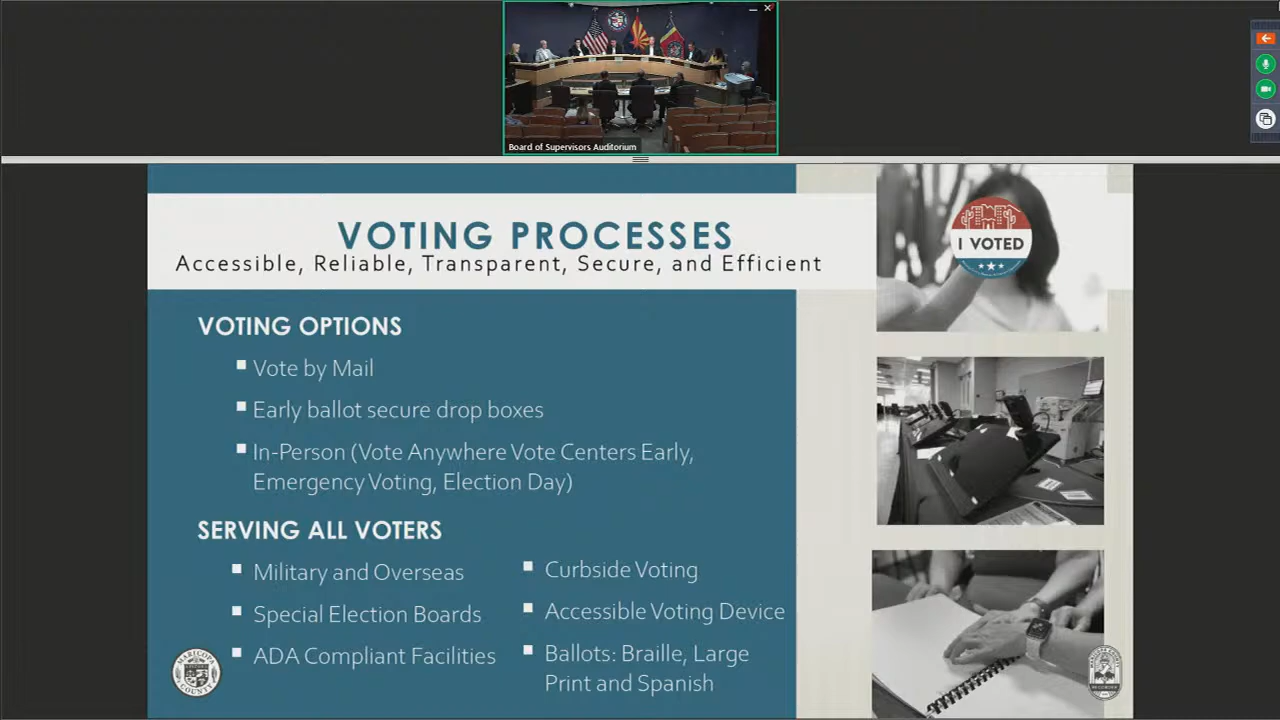 Board of Supervisors Auditorium
VOTING PROCESSES
Accessible, Reliable, Transparent, Secure, and Efficient
I VOTED
VOTING OPTIONS
Vote by Mail
Early ballot secure drop boxes
In-Person (Vote Anywhere Vote Centers Early,
Emergency Voting, Election Day)
SERVING ALL VOTERS
Military and Overseas
Special Election Boards
ADA Compliant Facilities
Curbside Voting
Accessible Voting Device
Ballots: Braille, Large
Print and Spanish
MARICOPA
COUNTY